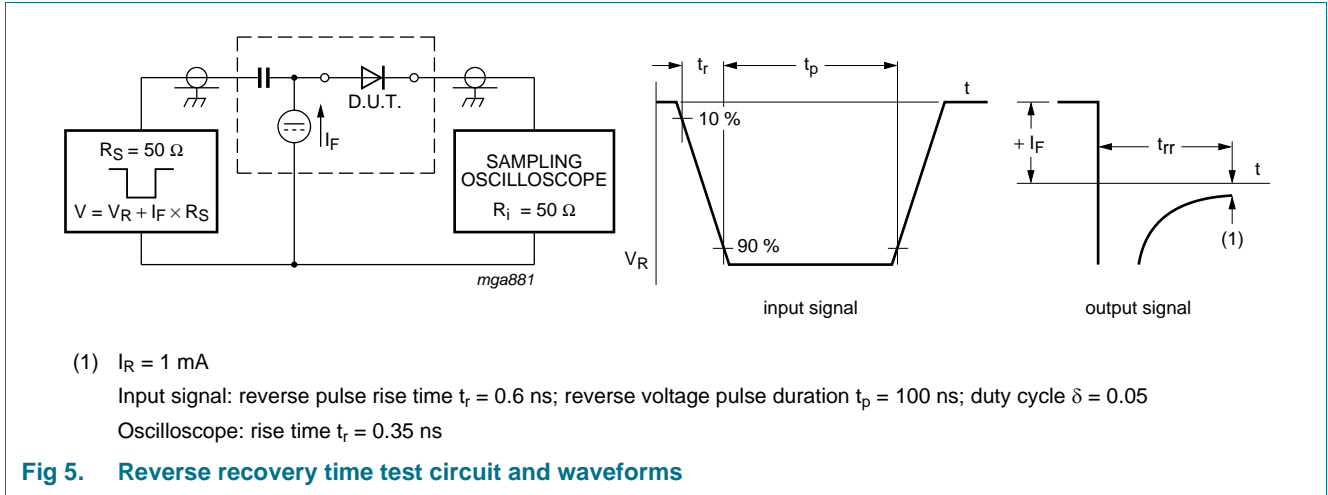 D.U.T.
I_F
R_S = 50 Ω
V = V_R + I_F × R_S
SAMPLING
OSCILLOSCOPE
R_i = 50 Ω
mga881
t_r
t_p
t
10 %
90 %
V_R
input signal
+ I_F
t_rr
t
(1)
output signal
(1) I_R = 1 mA
Input signal: reverse pulse rise time t_r = 0.6 ns; reverse voltage pulse duration t_p = 100 ns; duty cycle δ = 0.05
Oscilloscope: rise time t_r = 0.35 ns
Fig 5. Reverse recovery time test circuit and waveforms